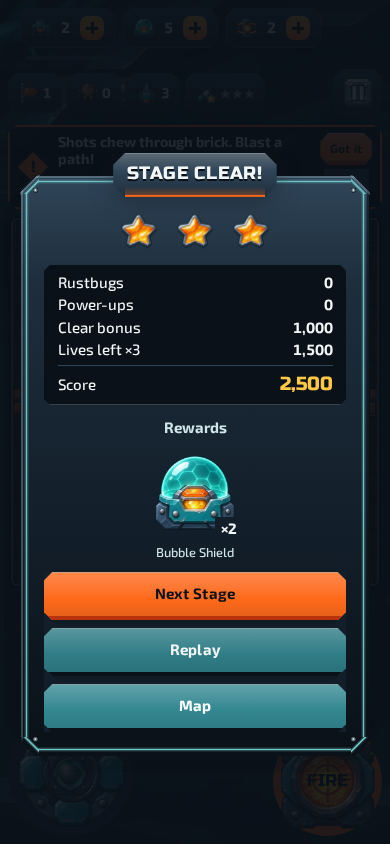 2
5
2
1
0
3
Shots chew through brick. Blast a
path!
Got it
STAGE CLEAR!
Rustbugs 0
Power-ups 0
Clear bonus 1,000
Lives left ×3 1,500
Score 2,500
Rewards
×2
Bubble Shield
Next Stage
Replay
Map
FIRE